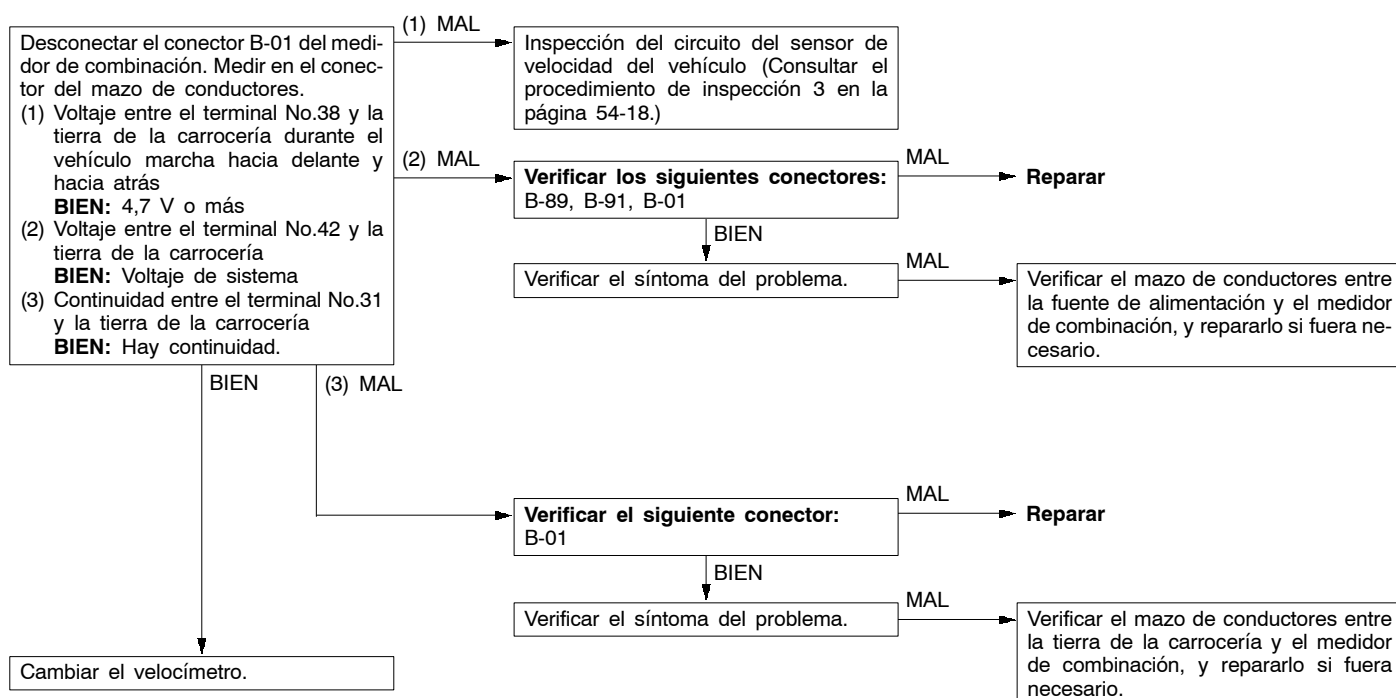 (1) MAL
Desconectar el conector B-01 del medi-
dor de combinación. Medir en el conec-
tor del mazo de conductores.
(1) Voltaje entre el terminal No.38 y la
tierra de la carrocería durante el
vehículo marcha hacia delante y
hacia atrás
BIEN: 4,7 V o más
(2) Voltaje entre el terminal No.42 y la
tierra de la carrocería
BIEN: Voltaje de sistema
(3) Continuidad entre el terminal No.31
y la tierra de la carrocería
BIEN: Hay continuidad.
Inspección del circuito del sensor de
velocidad del vehículo (Consultar el
procedimiento de inspección 3 en la
página 54-18.)
(2) MAL
Verificar los siguientes conectores:
B-89, B-91, B-01
MAL
Reparar
BIEN
Verificar el síntoma del problema.
MAL
Verificar el mazo de conductores entre
la fuente de alimentación y el medidor
de combinación, y repararlo si fuera ne-
cesario.
BIEN
(3) MAL
Verificar el siguiente conector:
B-01
MAL
Reparar
BIEN
Verificar el síntoma del problema.
MAL
Verificar el mazo de conductores entre
la tierra de la carrocería y el medidor
de combinación, y repararlo si fuera
necesario.
Cambiar el velocímetro.